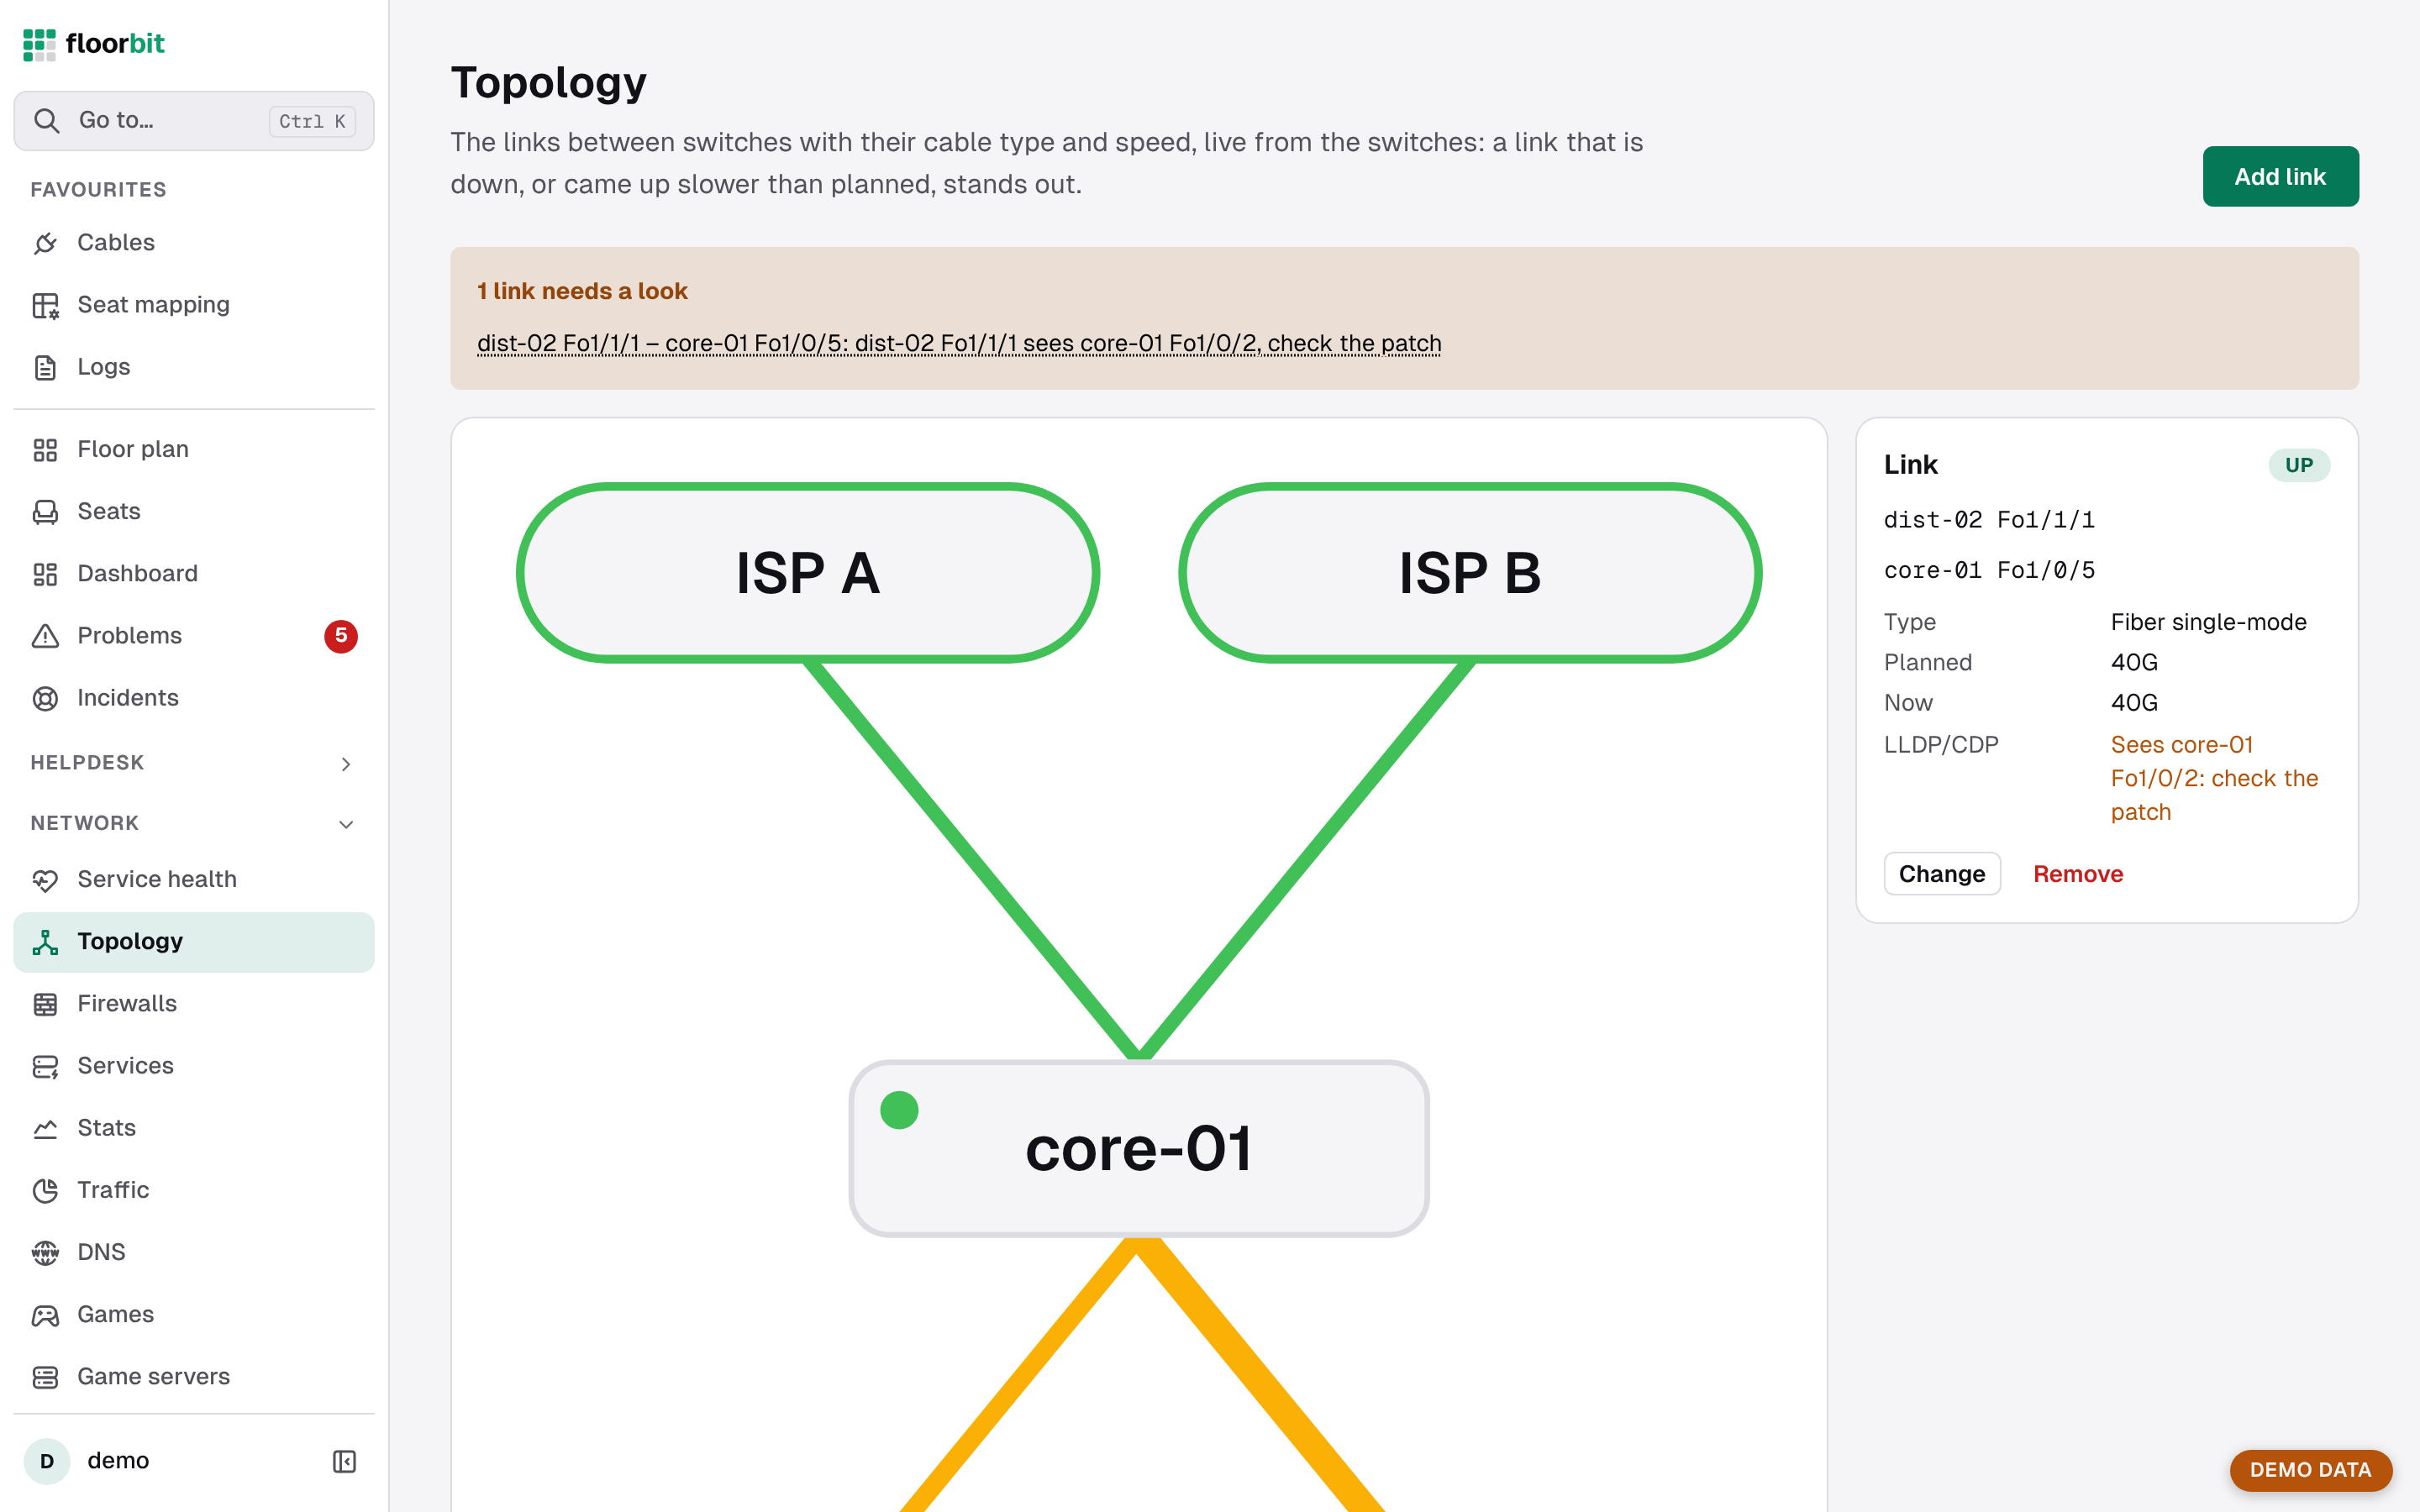 floorbit
Go to...
Ctrl K
FAVOURITES
Cables
Seat mapping
Logs
Floor plan
Seats
Dashboard
Problems
5
Incidents
HELPDESK
NETWORK
Service health
Topology
Firewalls
Services
Stats
Traffic
DNS
Games
Game servers
D
demo
Topology
The links between switches with their cable type and speed, live from the switches: a link that is
down, or came up slower than planned, stands out.
Add link
1 link needs a look
dist-02 Fo1/1/1 – core-01 Fo1/0/5: dist-02 Fo1/1/1 sees core-01 Fo1/0/2, check the patch
ISP A
ISP B
core-01
Link
UP
dist-02 Fo1/1/1
core-01 Fo1/0/5
Type Fiber single-mode
Planned 40G
Now 40G
LLDP/CDP Sees core-01
Fo1/0/2: check the
patch
Change
Remove
DEMO DATA